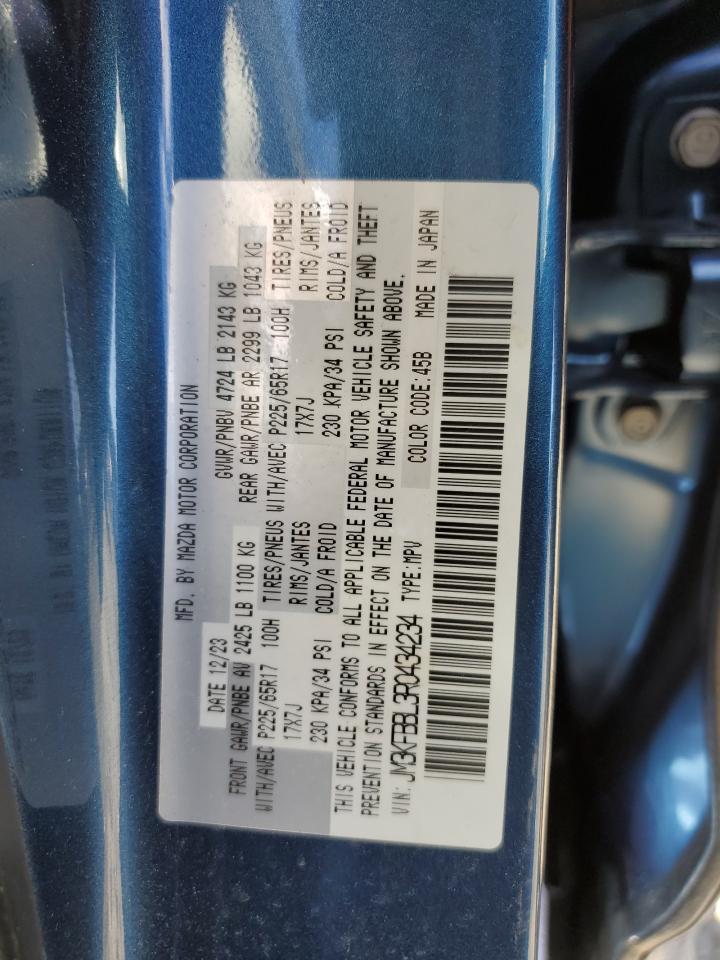 MFD. BY MAZDA MOTOR CORPORATION
DATE 12/23 GVWR/PNBV 4724 LB 2143 KG
FRONT GAWR/PNBE AV 2425 LB 1100 KG REAR GAWR/PNBE AR 2299 LB 1043 KG
WITH/AVEC P225/65R17 100H TIRES/PNEUS WITH/AVEC P225/65R17 100H TIRES/PNEUS
17X7J RIMS/JANTES 17X7J RIMS/JANTES
230 KPA/34 PSI COLD/A FROID 230 KPA/34 PSI COLD/A FROID
THIS VEHICLE CONFORMS TO ALL APPLICABLE FEDERAL MOTOR VEHICLE SAFETY AND THEFT
PREVENTION STANDARDS IN EFFECT ON THE DATE OF MANUFACTURE SHOWN ABOVE.
VIN: JM3KFBBL3R0434234 TYPE:MPV COLOR CODE:45B MADE IN JAPAN